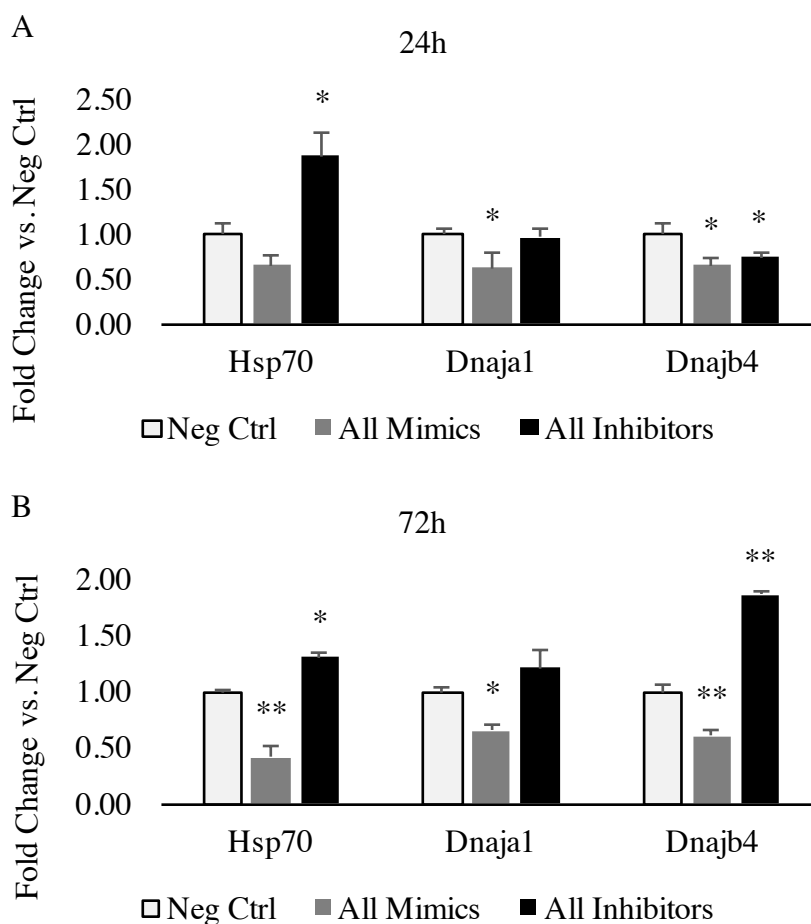 A
24h
Fold Change vs. Neg Ctrl
2.50
2.00
1.50
1.00
0.50
0.00
*
*
*
*
Hsp70 Dnaja1 Dnajb4
Neg Ctrl All Mimics All Inhibitors
B
72h
Fold Change vs. Neg Ctrl
2.00
1.50
1.00
0.50
0.00
**
*
*
**
**
Hsp70 Dnaja1 Dnajb4
Neg Ctrl All Mimics All Inhibitors